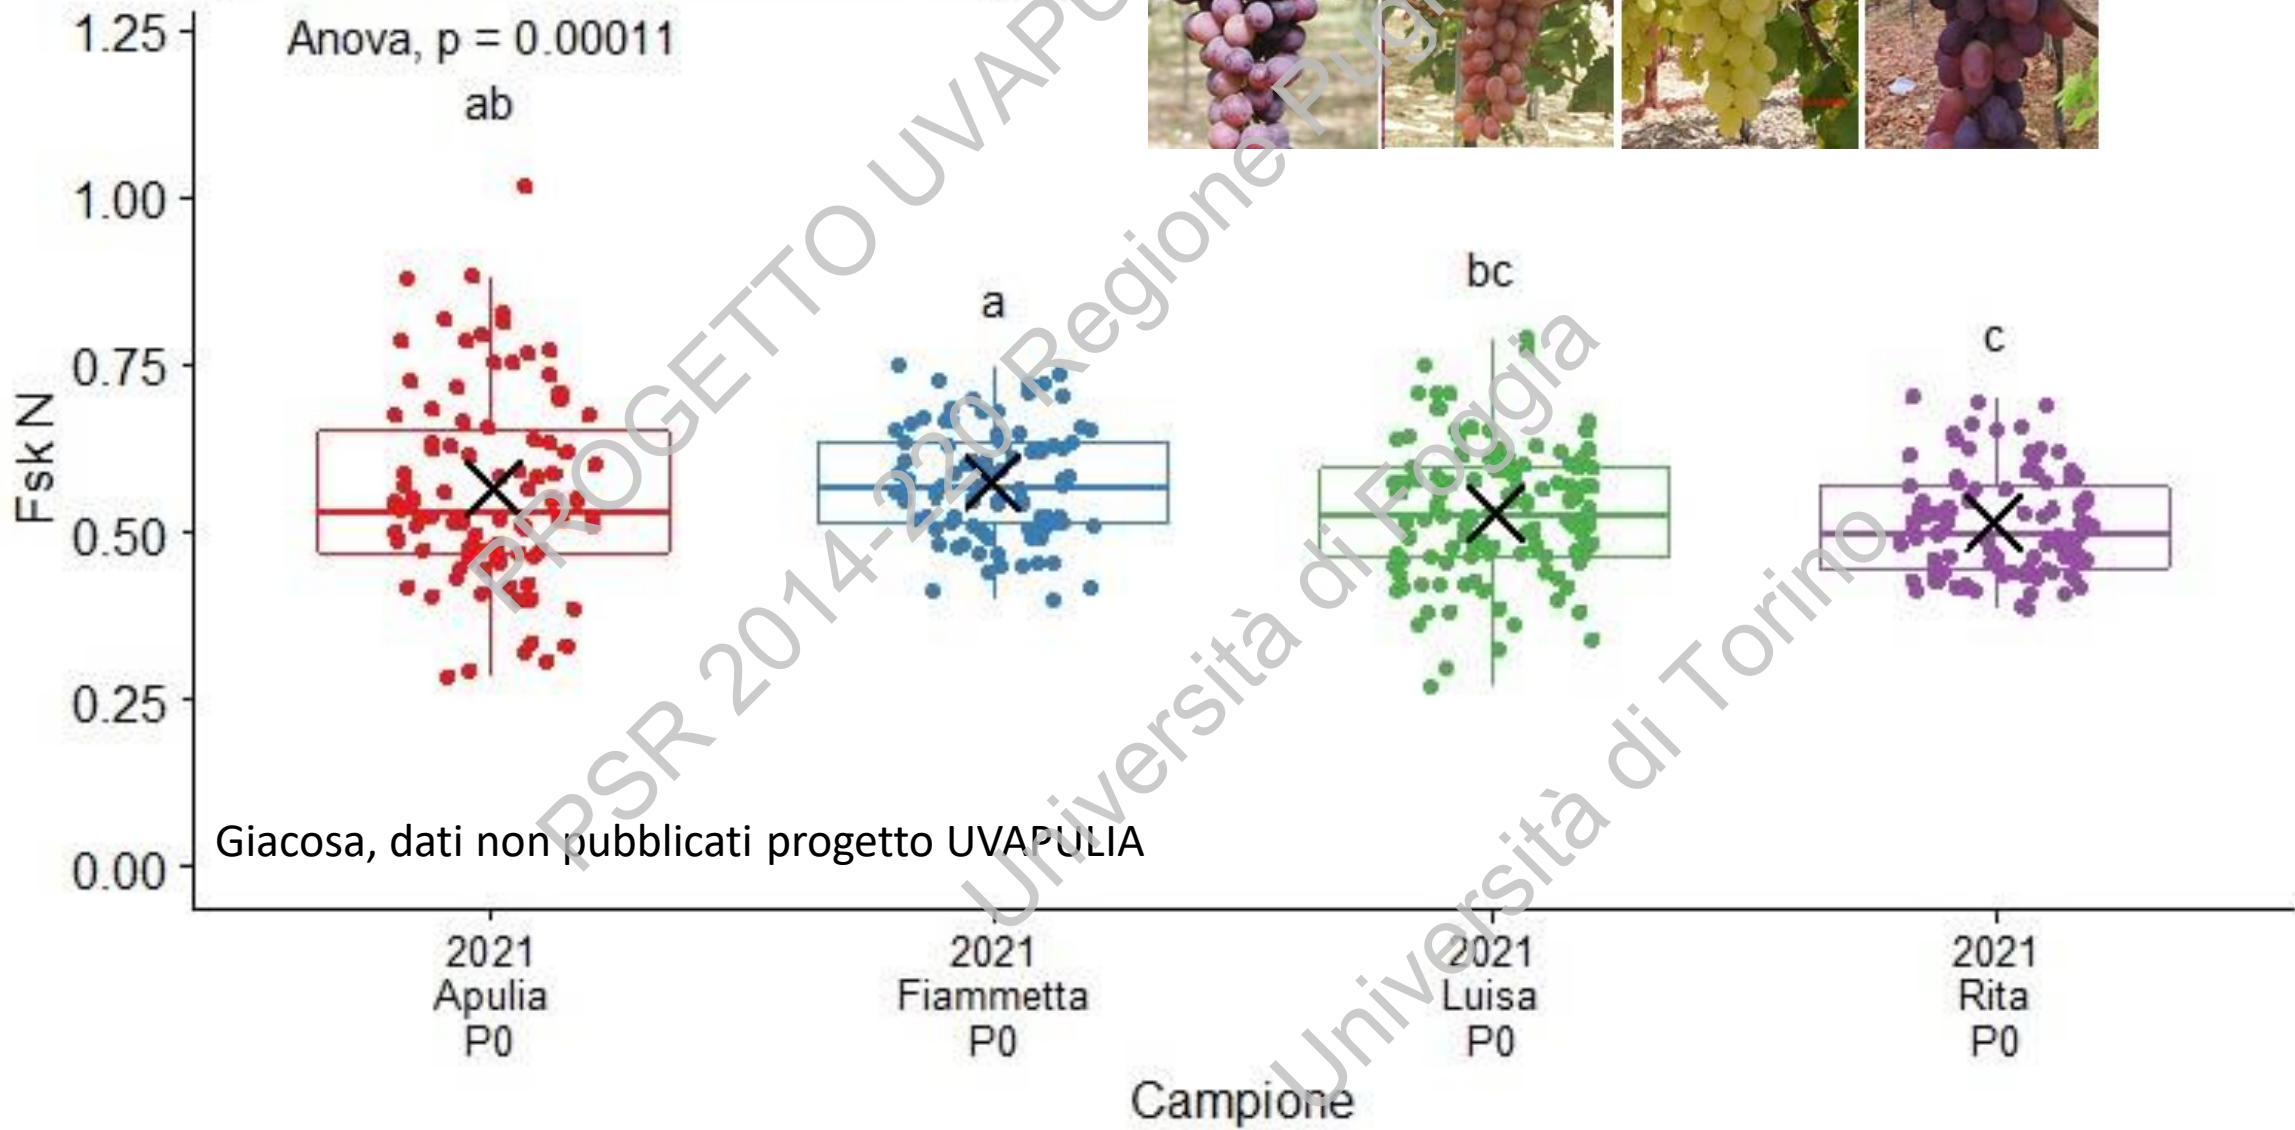 1.25
Anova, p = 0.00011
ab
1.00
a
bc
0.75
c
Fsk N
0.50
0.25
Giacosa, dati non pubblicati progetto UVAPULIA
0.00
2021
Apulia
P0
2021
Fiammetta
P0
2021
Luisa
P0
2021
Rita
P0
Campione
PROGETTO
PSR 2014-220 Regione
Università di Foggia
Università di Torino